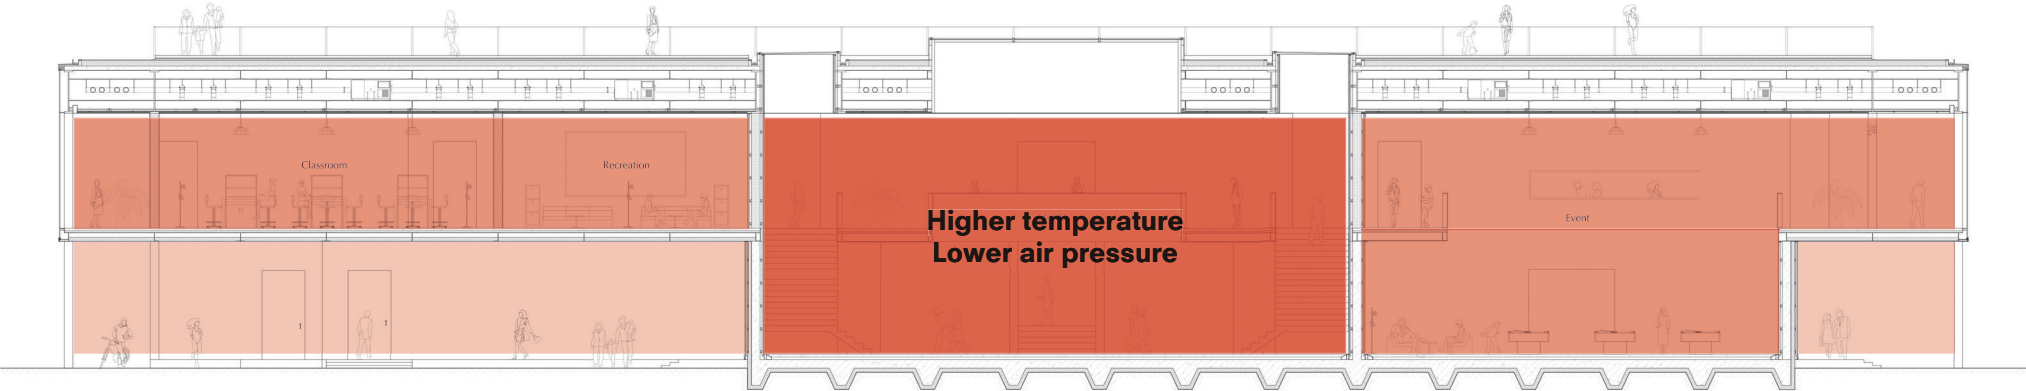 Classroom
Recreation
Higher temperature
Lower air pressure
Event